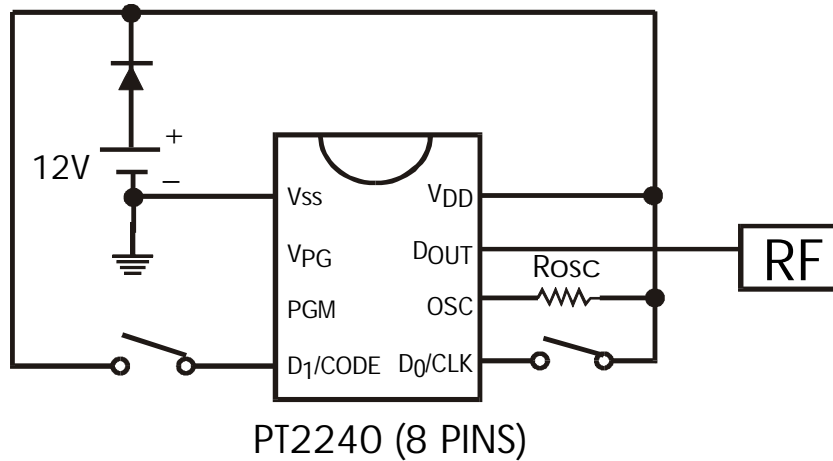 12V
+
−
Vss
VPG
PGM
D1/CODE
VDD
DOUT
OSC
D0/CLK
Rosc
RF
PT2240 (8 PINS)